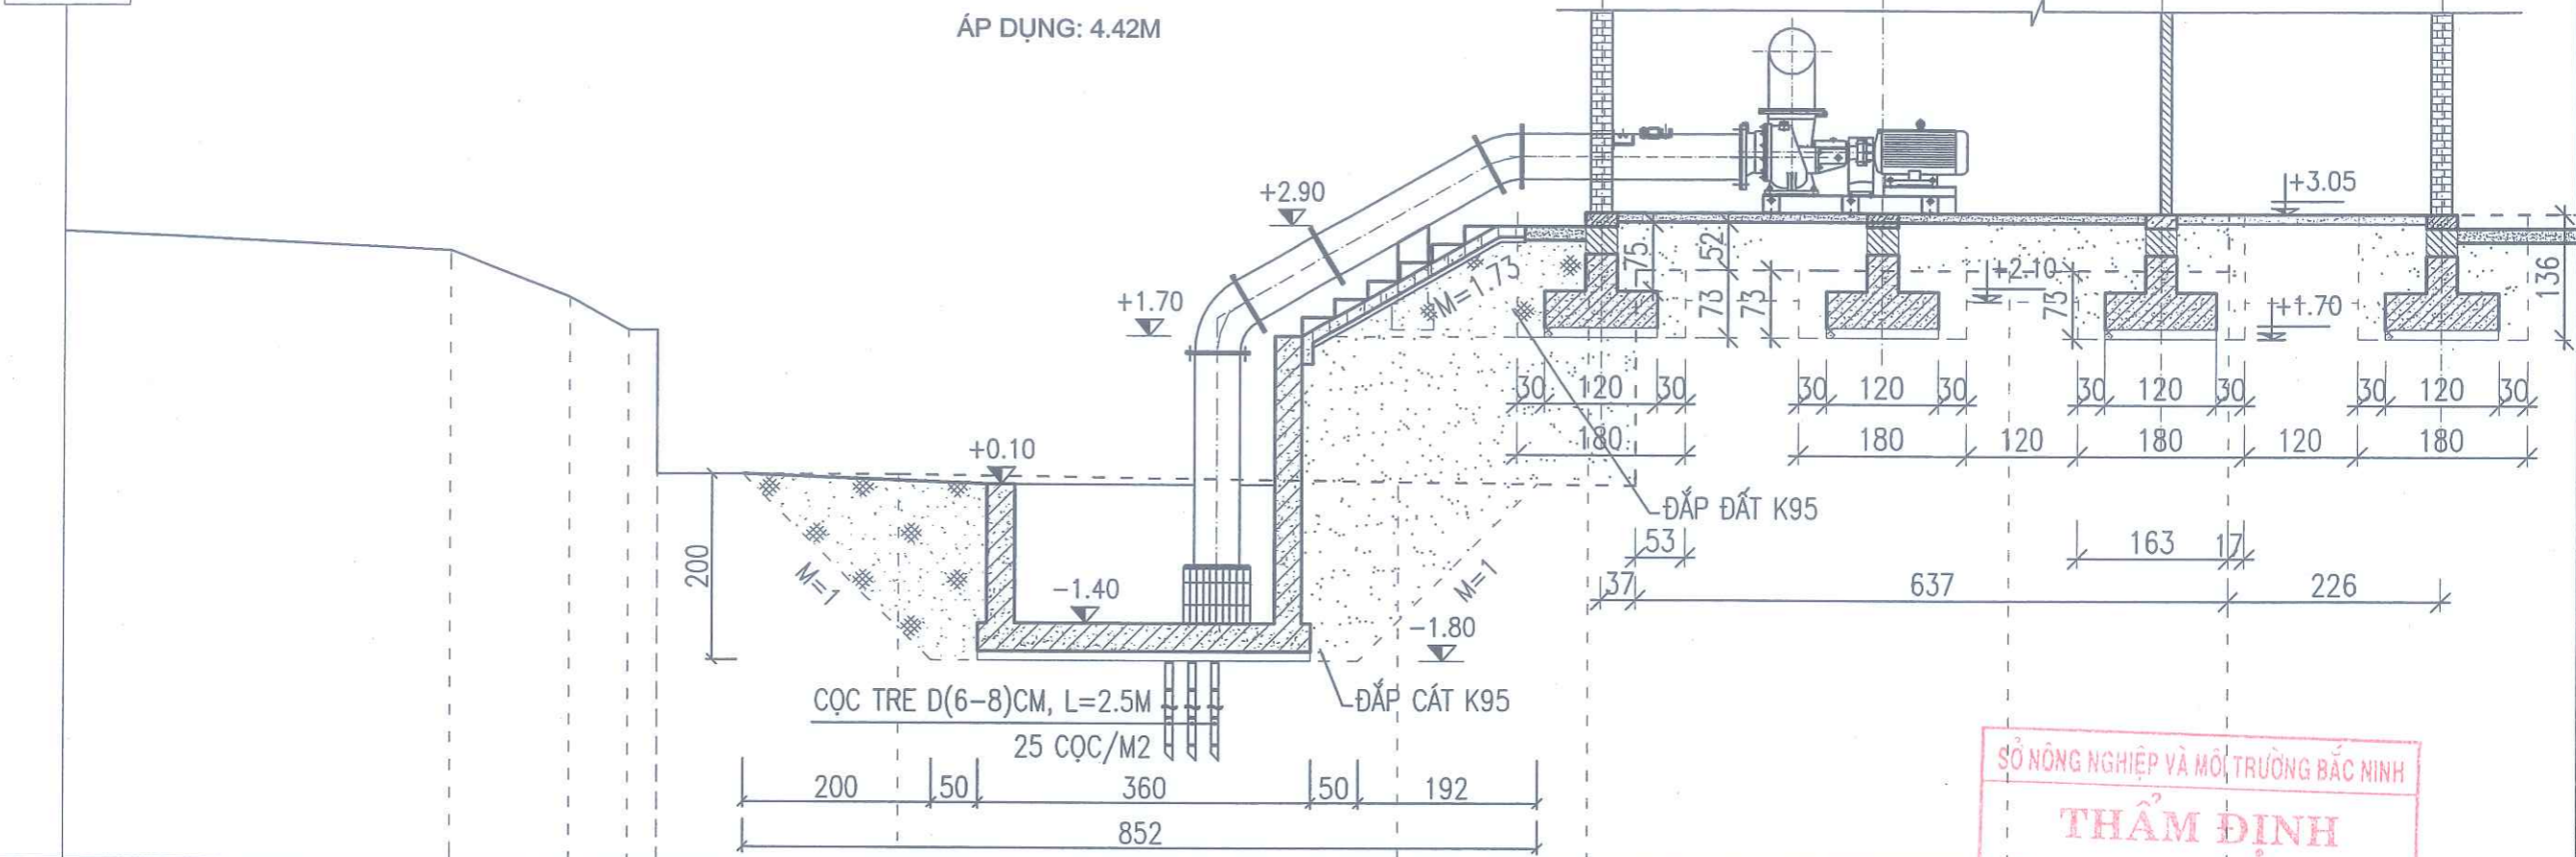 ÁP DỤNG: 4.42M
+2.90
+3.05
+1.70
M=1.73
75
52
73
73
+2.10
73
+1.70
136
30 120 30
30 120 30
30 120 30
30 120 30
180
180 120 180 120 180
+0.10
ĐẮP ĐẤT K95
53
163 17
37 637 226
200
M=1
-1.40
M=1
-1.80
CỌC TRE D(6-8)CM, L=2.5M
25 CỌC/M2
ĐẮP CÁT K95
200 50 360 50 192
852
SỞ NÔNG NGHIỆP VÀ MÔI TRƯỜNG BẮC NINH
THẨM ĐỊNH